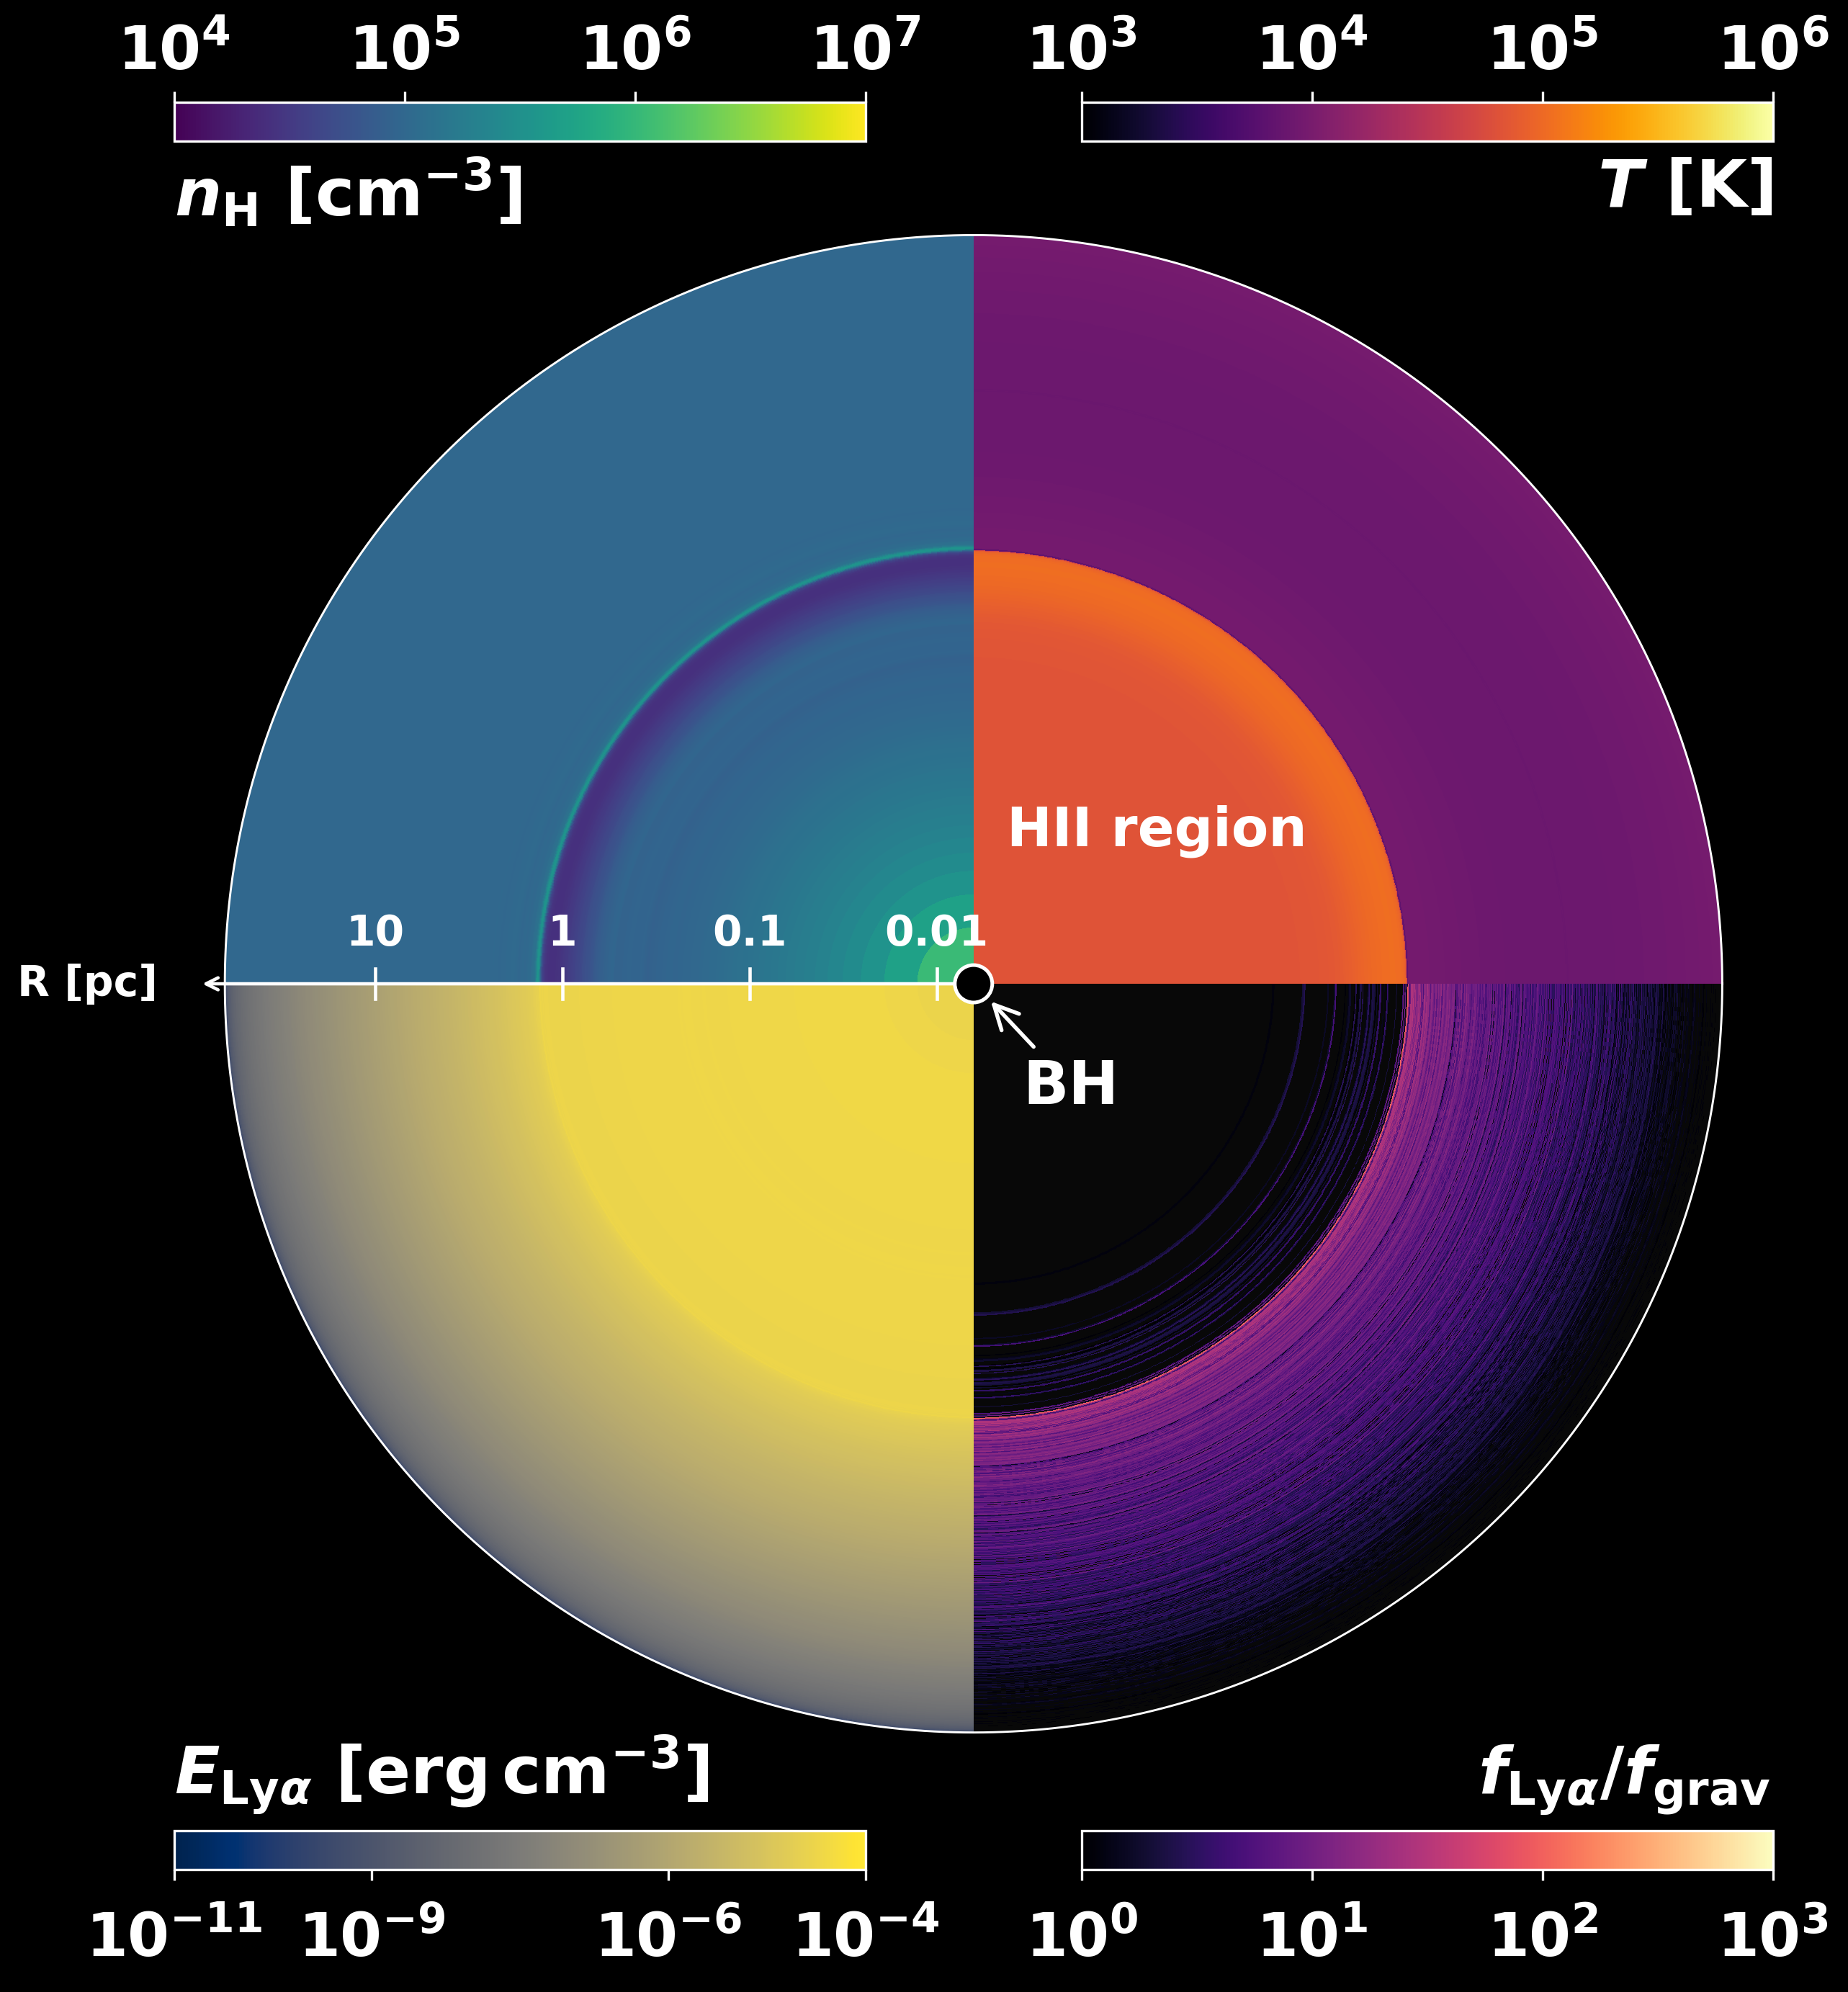 10⁴ 10⁵ 10⁶ 10⁷ 10³ 10⁴ 10⁵ 10⁶
n_H [cm⁻³] T [K]
HII region
10 1 0.1 0.01
R [pc]
BH
E_Lyα [erg cm⁻³] f_Lyα/f_grav
10⁻¹¹ 10⁻⁹ 10⁻⁶ 10⁻⁴ 10⁰ 10¹ 10² 10³